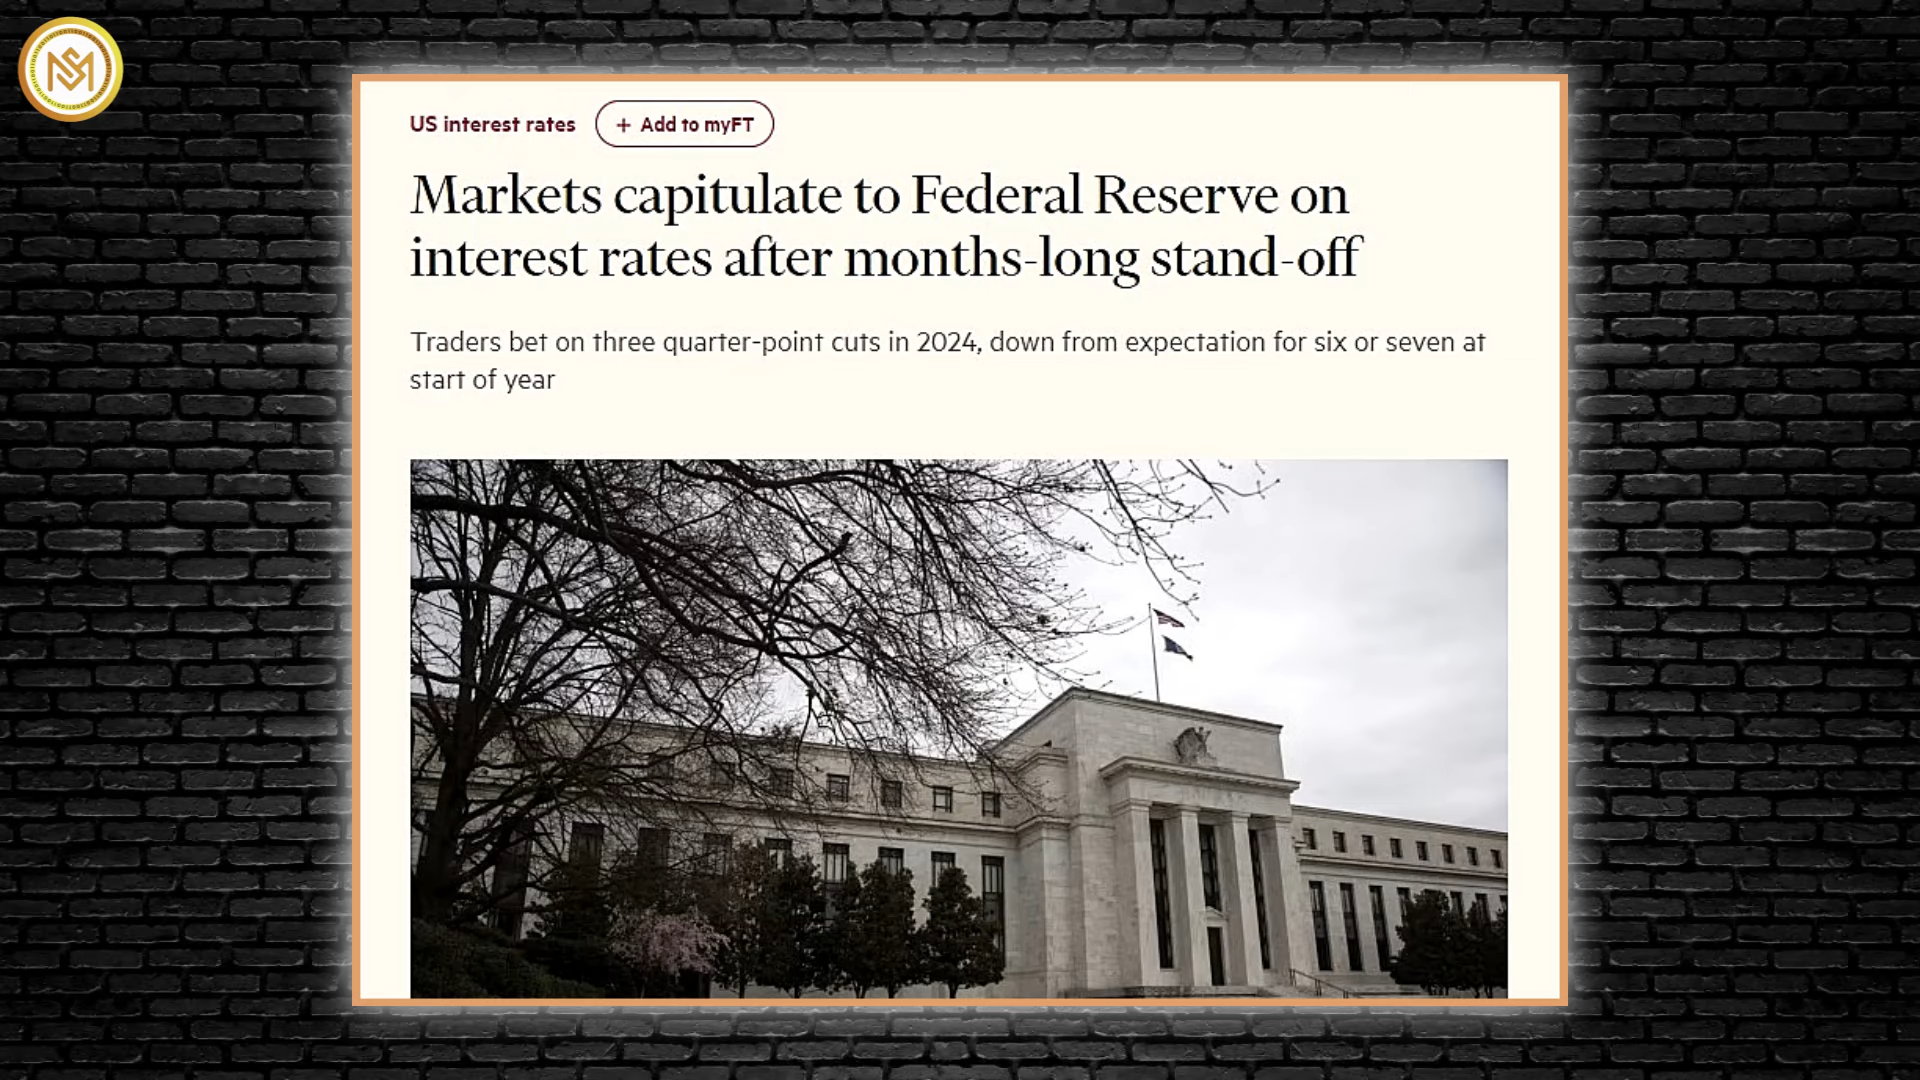 US interest rates
+ Add to myFT
Markets capitulate to Federal Reserve on
interest rates after months-long stand-off
Traders bet on three quarter-point cuts in 2024, down from expectation for six or seven at
start of year